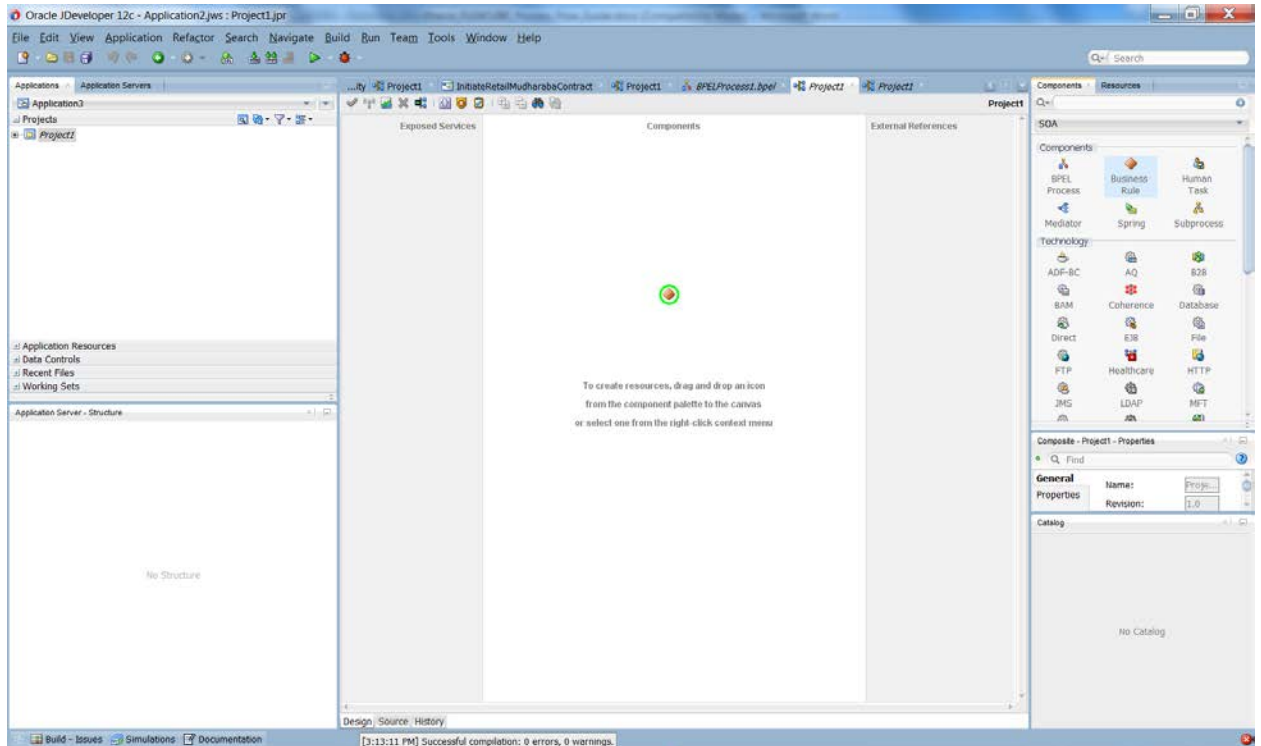 Oracle JDeveloper 12c - Application2.jws : Project1.jpr
File Edit View Application Refactor Search Navigate Build Run Team Tools Window Help
Search
Applications Application Servers
Application3
Projects
Project1
Application Resources
Data Controls
Recent Files
Working Sets
Application Server - Structure
No Structure
...ity Project1 InitiateRetailMudharabaContract Project1 BPELProcess1.bpel Project1 Project1
Project1
Exposed Services Components External References
To create resources, drag and drop an icon
from the component palette to the canvas
or select one from the right-click context menu
Design Source History
Components Resources
SOA
Components
BPEL Process
Business Rule
Human Task
Mediator Spring Subprocess
Technology
ADF-BC AQ B2B
BAM Coherence Database
Direct EJB File
FTP Healthcare HTTP
JMS LDAP MFT
Composite - Project1 - Properties
Find
General
Properties
Name: Proje...
Revision: 1.0
Catalog
No Catalog
Build - Issues Simulations Documentation
[3:13:11 PM] Successful compilation: 0 errors, 0 warnings.